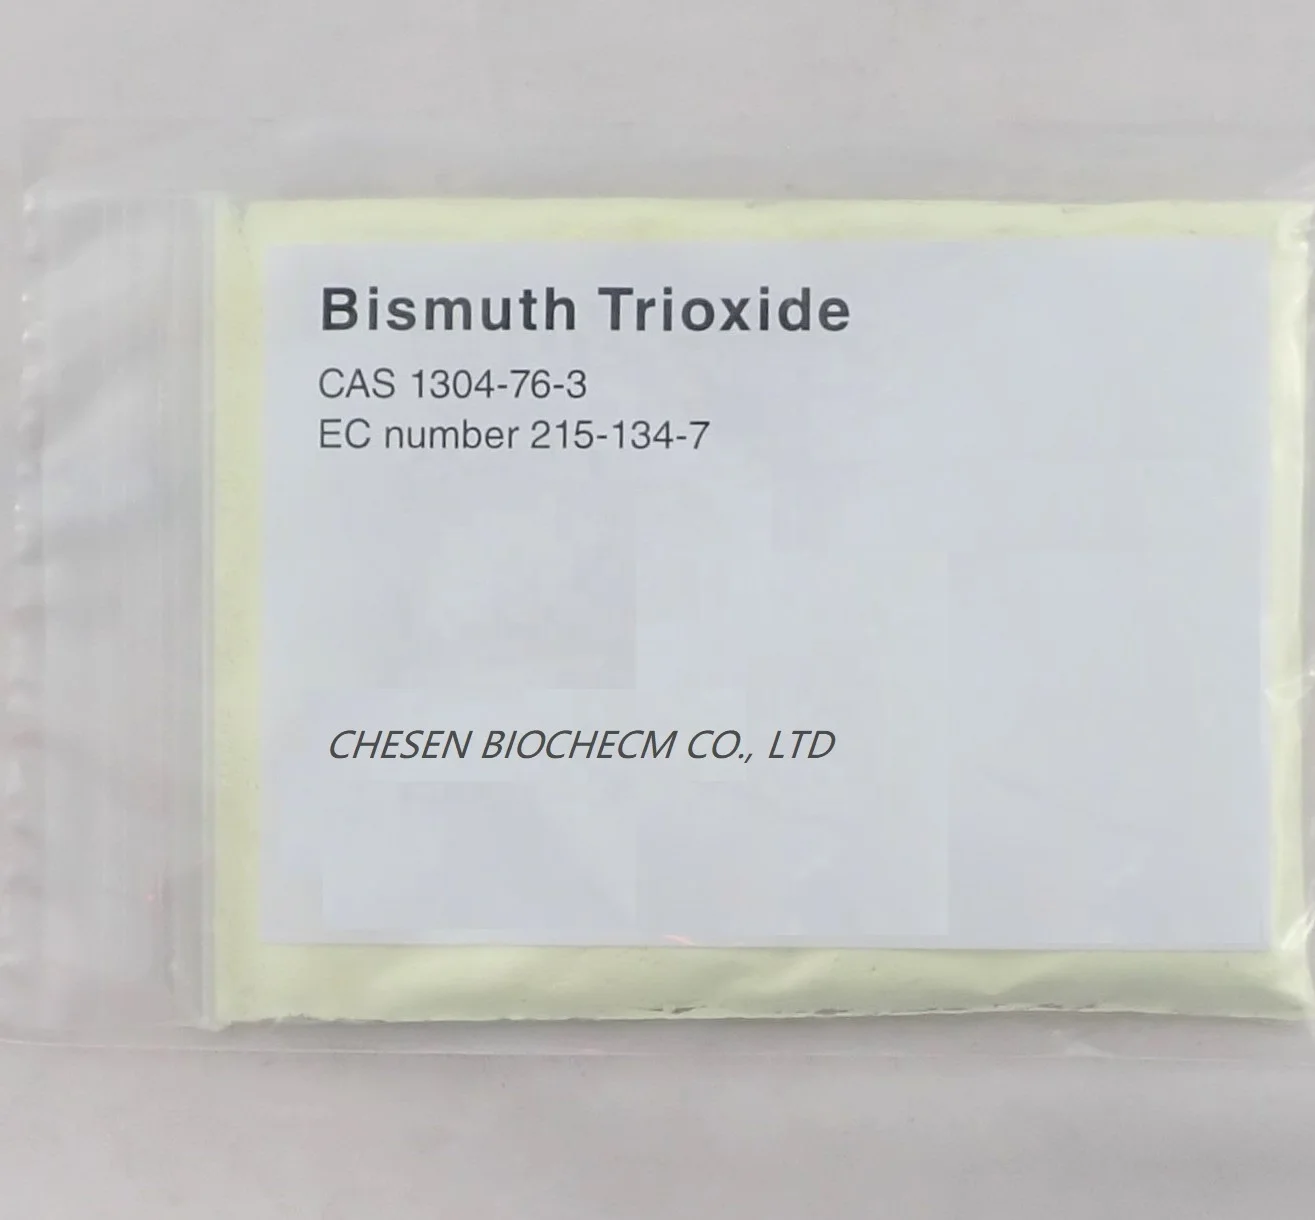 Bismuth Trioxide
CAS 1304-76-3
EC number 215-134-7
CHESEN BIOCHECM CO., LTD